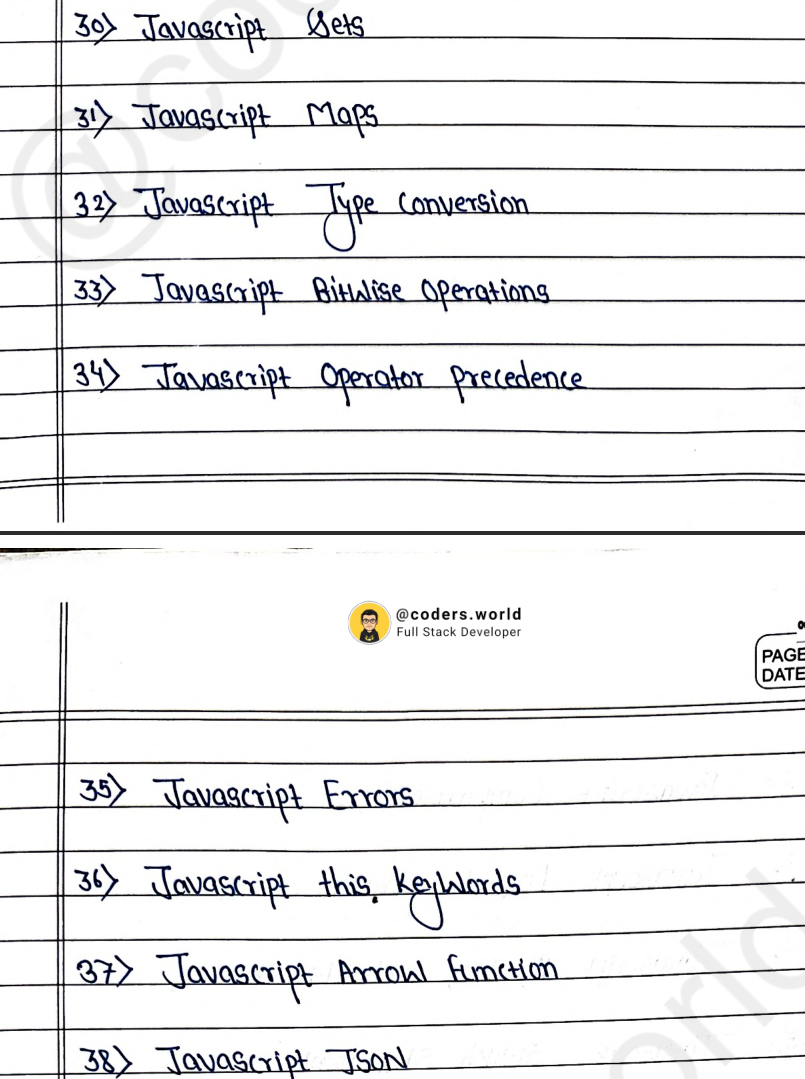 30) Javascript Sets
31) Javascript Maps
32) Javascript Type Conversion
33) Javascript Bitwise Operations
34) Javascript Operator Precedence
@coders.world
Full Stack Developer
PAGE
DATE
35) Javascript Errors
36) Javascript this. keywords
37) Javascript Arrow function
38) Javascript JSON